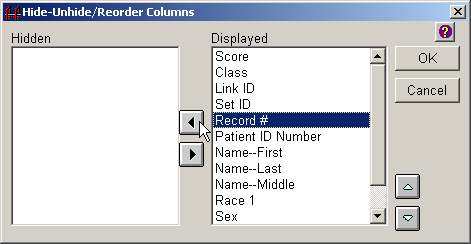 Hide-Unhide/Reorder Columns
Hidden
Displayed
Score
Class
Link ID
Set ID
Record #
Patient ID Number
Name--First
Name--Last
Name--Middle
Race 1
Sex
?
OK
Cancel